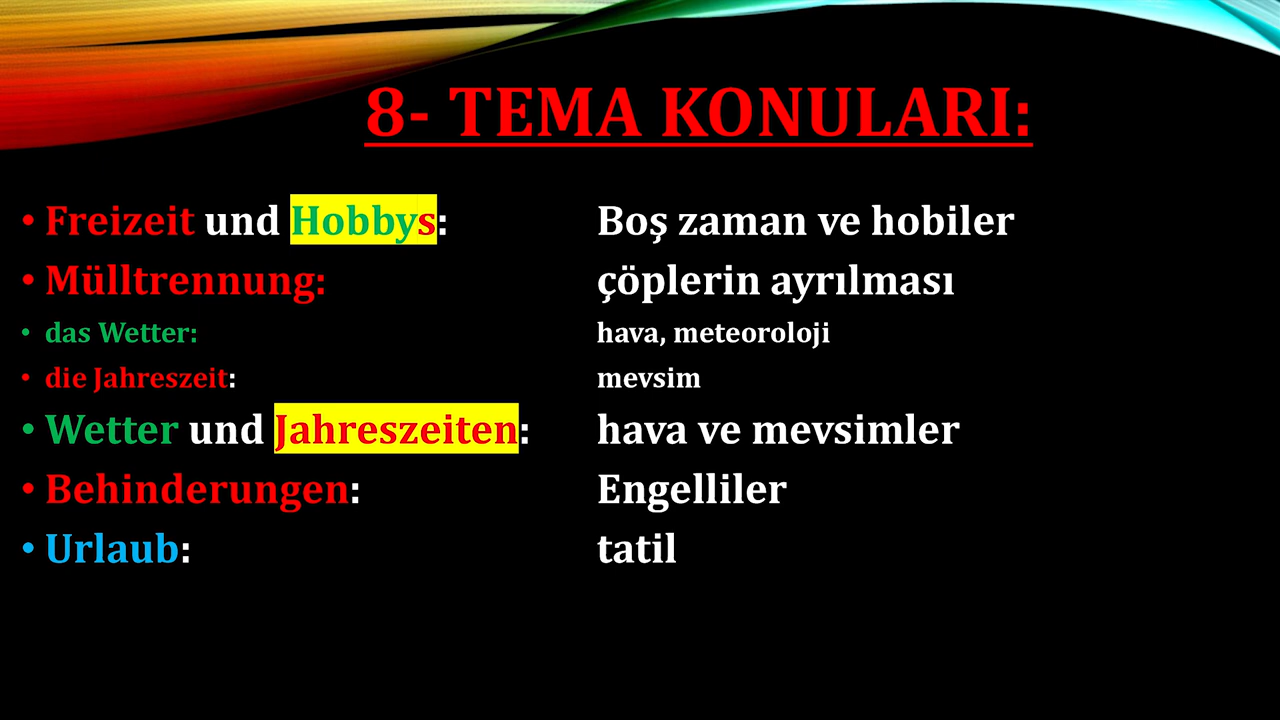 8- TEMA KONULARI:
• Freizeit und Hobbys: Boş zaman ve hobiler
• Mülltrennung: çöplerin ayrılması
• das Wetter: hava, meteoroloji
• die Jahreszeit: mevsim
• Wetter und Jahreszeiten: hava ve mevsimler
• Behinderungen: Engelliler
• Urlaub: tatil